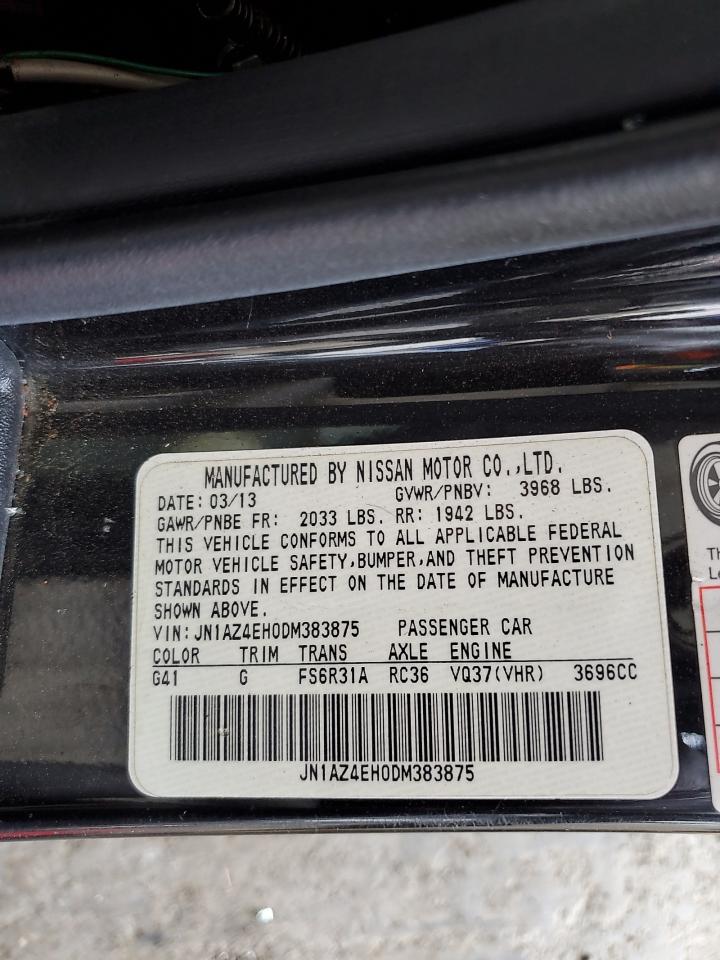 MANUFACTURED BY NISSAN MOTOR CO.,LTD.
DATE: 03/13 GVWR/PNBV: 3968 LBS.
GAWR/PNBE FR: 2033 LBS. RR: 1942 LBS.
THIS VEHICLE CONFORMS TO ALL APPLICABLE FEDERAL
MOTOR VEHICLE SAFETY,BUMPER,AND THEFT PREVENTION
STANDARDS IN EFFECT ON THE DATE OF MANUFACTURE
SHOWN ABOVE.
VIN: JN1AZ4EH0DM383875 PASSENGER CAR
COLOR TRIM TRANS AXLE ENGINE
G41 G FS6R31A RC36 VQ37(VHR) 3696CC
JN1AZ4EH0DM383875